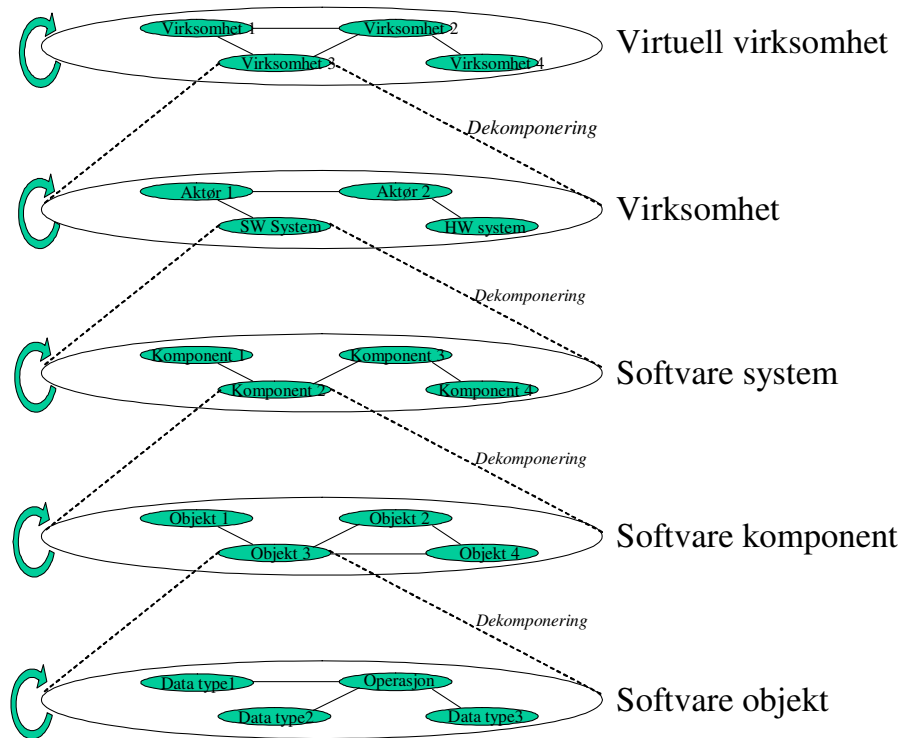 Virksomhet 1
Virksomhet 2
Virtuell virksomhet
Virksomhet 3
Virksomhet 4
Dekomponering
Aktør 1
Aktør 2
Virksomhet
SW System
HW system
Dekomponering
Komponent 1
Komponent 3
Softvare system
Komponent 2
Komponent 4
Dekomponering
Objekt 1
Objekt 2
Softvare komponent
Objekt 3
Objekt 4
Dekomponering
Data type1
Operasjon
Softvare objekt
Data type2
Data type3